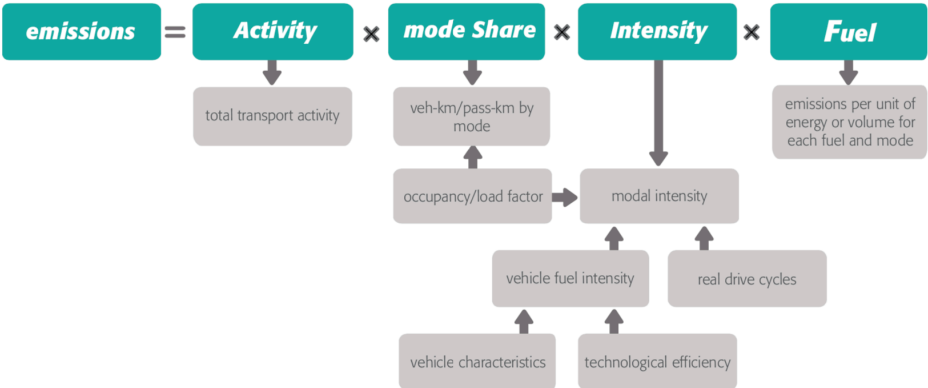 emissions = Activity × mode Share × Intensity × Fuel
total transport activity
veh-km/pass-km by
mode
emissions per unit of
energy or volume for
each fuel and mode
occupancy/load factor
modal intensity
vehicle fuel intensity
real drive cycles
vehicle characteristics
technological efficiency